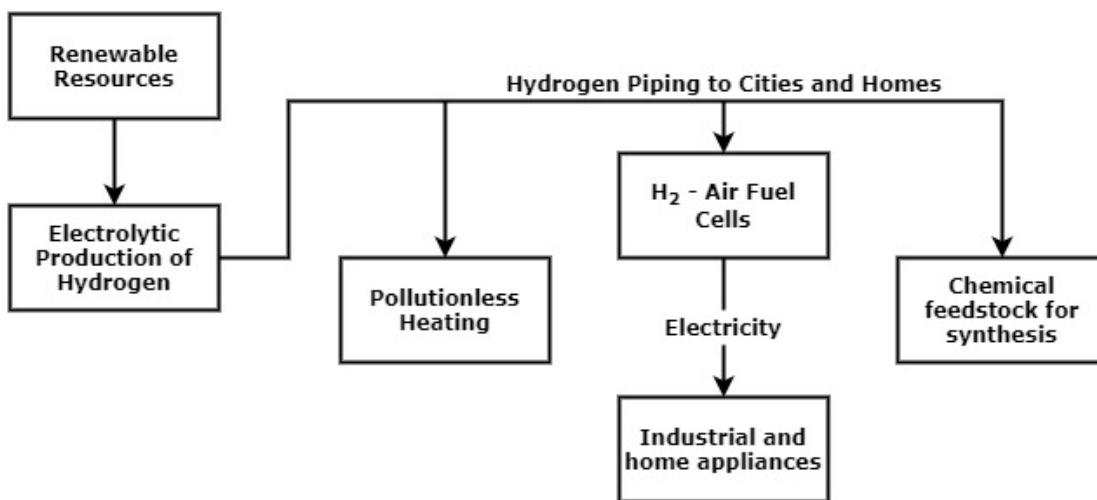 Renewable
Resources
Hydrogen Piping to Cities and Homes
H₂ - Air Fuel
Cells
Electrolytic
Production of
Hydrogen
Pollutionless
Heating
Chemical
feedstock for
synthesis
Electricity
Industrial and
home appliances